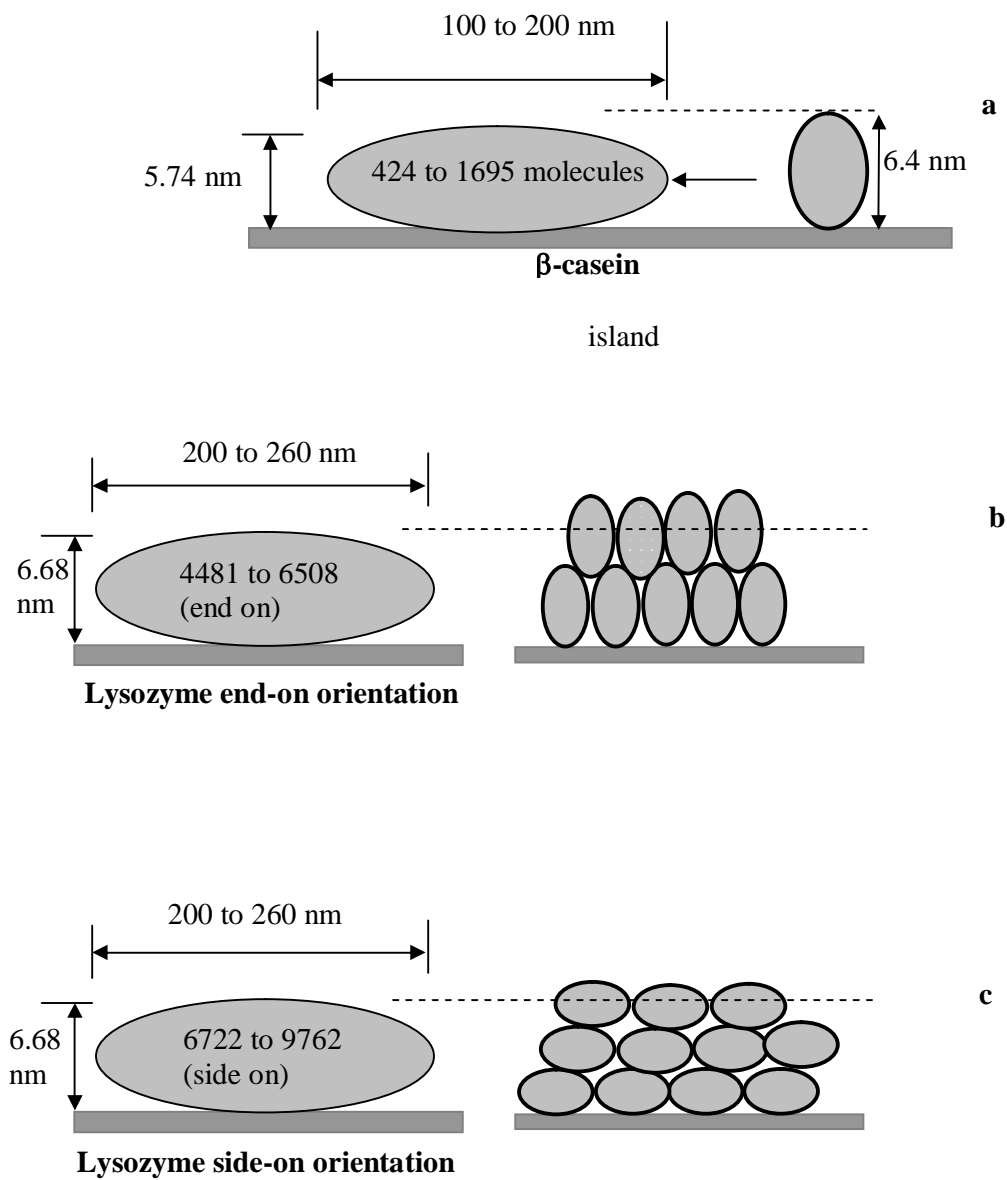 100 to 200 nm
a
5.74 nm
424 to 1695 molecules
6.4 nm
β-casein
island
200 to 260 nm
b
6.68
nm
4481 to 6508
(end on)
Lysozyme end-on orientation
200 to 260 nm
c
6.68
nm
6722 to 9762
(side on)
Lysozyme side-on orientation